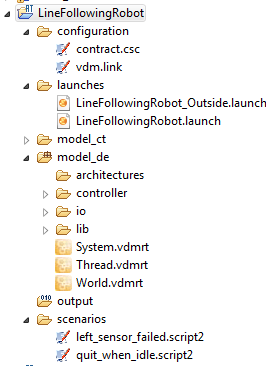 LineFollowingRobot
configuration
contract.csc
vdm.link
launches
LineFollowingRobot_Outside.launch
LineFollowingRobot.launch
model_ct
model_de
architectures
controller
io
lib
System.vdmrt
Thread.vdmrt
World.vdmrt
output
scenarios
left_sensor_failed.script2
quit_when_idle.script2